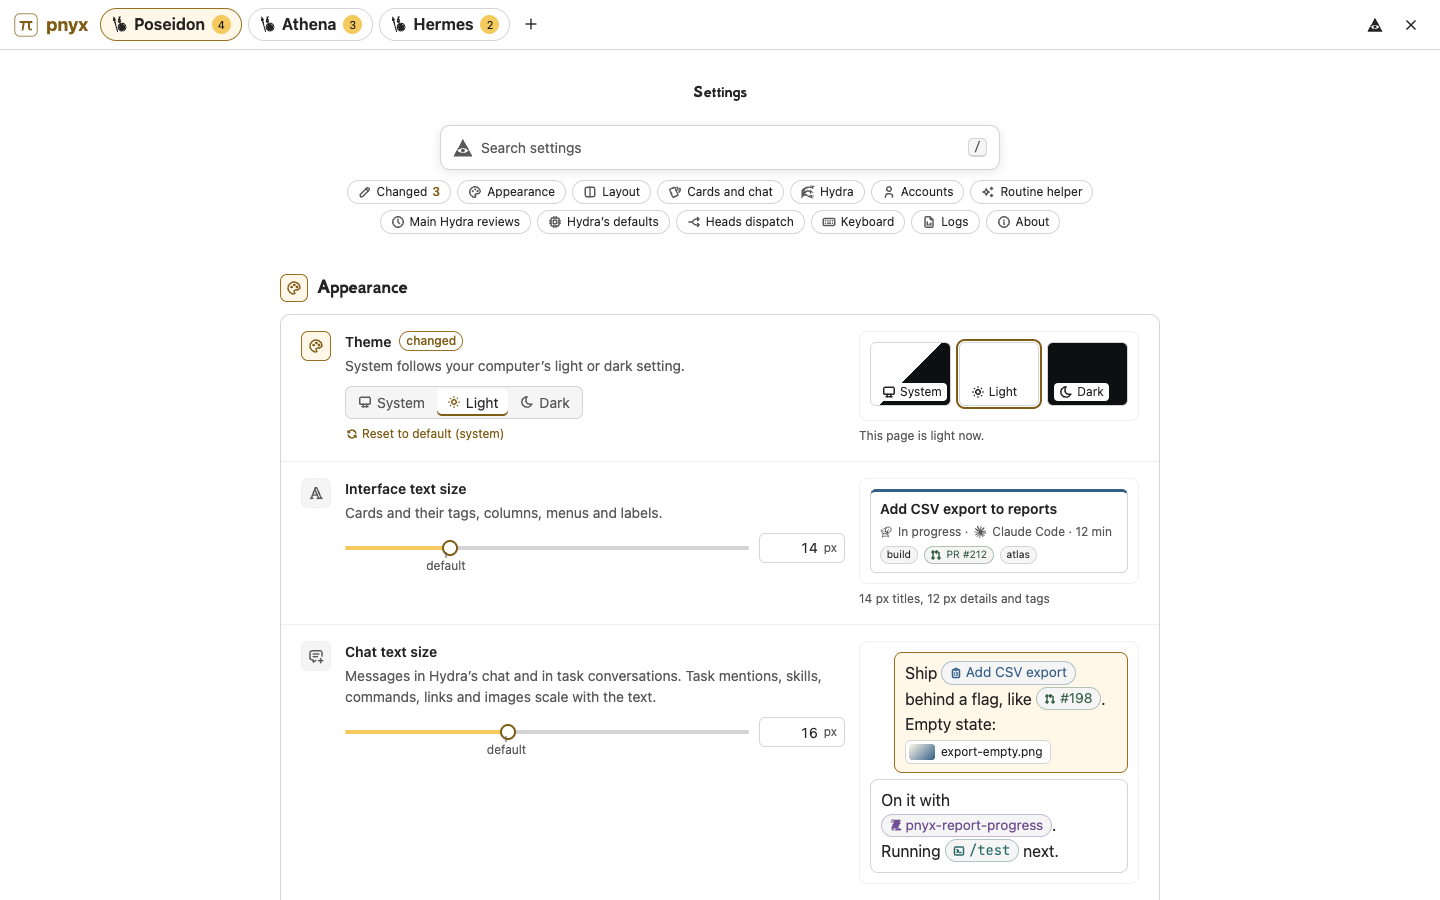 π pnyx Poseidon 4 Athena 3 Hermes 2 +
Settings
Search settings /
Changed 3 Appearance Layout Cards and chat Hydra Accounts Routine helper
Main Hydra reviews Hydra's defaults Heads dispatch Keyboard Logs About
Appearance
Theme changed
System follows your computer's light or dark setting.
System Light Dark
Reset to default (system)
System Light Dark
This page is light now.
Interface text size
Cards and their tags, columns, menus and labels.
14 px
default
Add CSV export to reports
In progress · Claude Code · 12 min
build PR #212 atlas
14 px titles, 12 px details and tags
Chat text size
Messages in Hydra's chat and in task conversations. Task mentions, skills,
commands, links and images scale with the text.
16 px
default
Ship Add CSV export
behind a flag, like #198.
Empty state:
export-empty.png
On it with
pnyx-report-progress.
Running /test next.